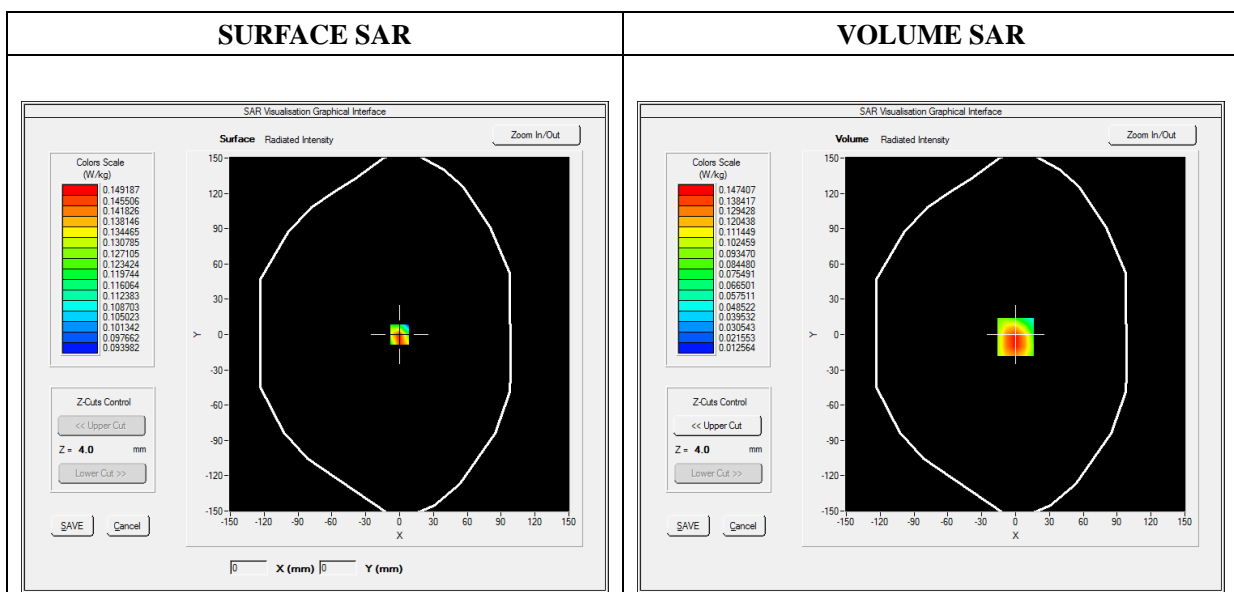 SURFACE SAR
VOLUME SAR
SAR Visualisation Graphical Interface
Surface Radiated Intensity
Zoom In/Out
Colors Scale
(W/kg)
0.149187
0.145506
0.141826
0.138146
0.134465
0.130785
0.127105
0.123424
0.119744
0.116064
0.112383
0.108703
0.105023
0.101342
0.097662
0.093982
Z-Cuts Control
<< Upper Cut
Z = 4.0 mm
Lower Cut >>
SAVE Cancel
150
120
90
60
30
0
-30
-60
-90
-120
-150
Y
-150 -120 -90 -60 -30 0 30 60 90 120 150
X
0 X (mm) 0 Y (mm)
SAR Visualisation Graphical Interface
Volume Radiated Intensity
Zoom In/Out
Colors Scale
(W/kg)
0.147407
0.138417
0.129428
0.120438
0.111449
0.102459
0.093470
0.084480
0.075491
0.066501
0.057511
0.048522
0.039532
0.030543
0.021553
0.012564
Z-Cuts Control
<< Upper Cut
Z = 4.0 mm
Lower Cut >>
SAVE Cancel
150
120
90
60
30
0
-30
-60
-90
-120
-150
Y
-150 -120 -90 -60 -30 0 30 60 90 120 150
X